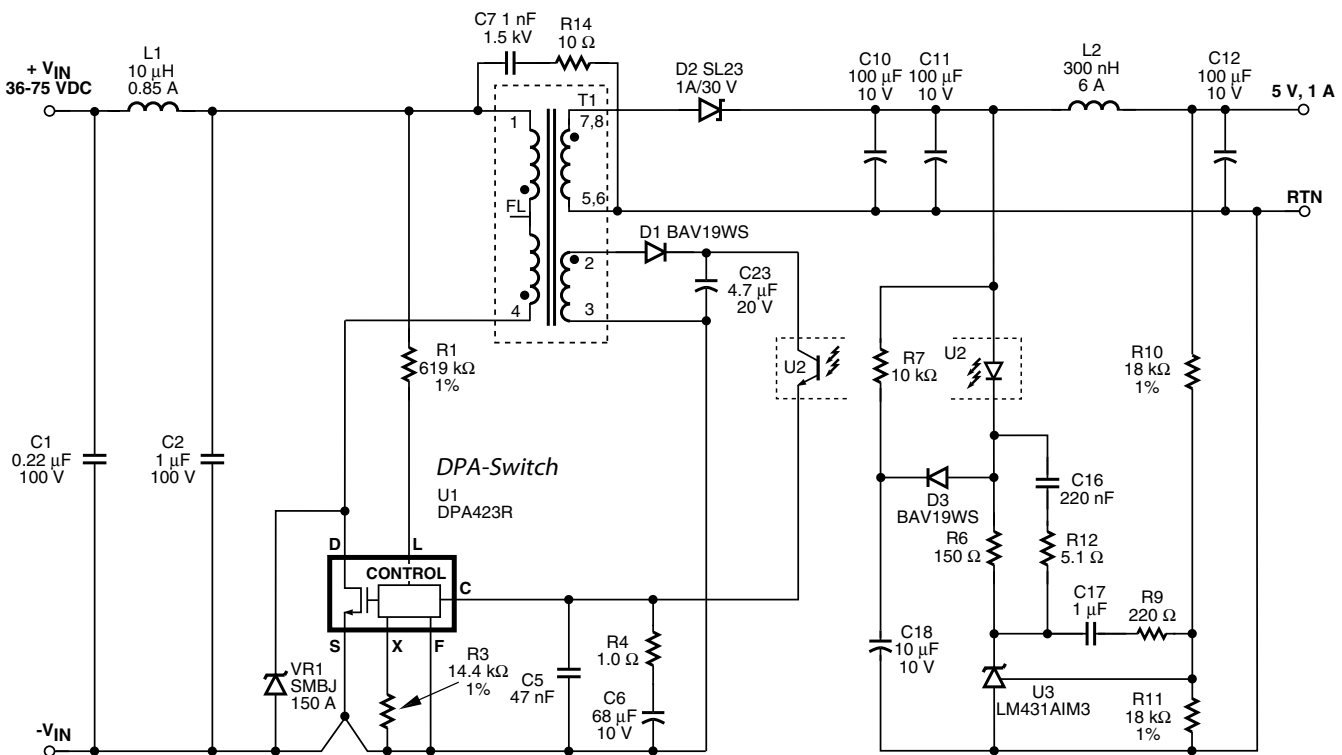 C7 1 nF
1.5 kV
R14
10 Ω
L1
10 μH
0.85 A
+ VIN
36-75 VDC
D2 SL23
1A/30 V
C10
100 μF
10 V
C11
100 μF
10 V
L2
300 nH
6 A
C12
100 μF
10 V
5 V, 1 A
RTN
T1
1
7,8
FL
5,6
4
2
3
D1 BAV19WS
C23
4.7 μF
20 V
R1
619 kΩ
1%
U2
R7
10 kΩ
U2
R10
18 kΩ
1%
C1
0.22 μF
100 V
C2
1 μF
100 V
DPA-Switch
U1
DPA423R
D3
BAV19WS
C16
220 nF
R6
150 Ω
R12
5.1 Ω
D
L
CONTROL
C
S
X
F
C17
1 μF
R9
220 Ω
VR1
SMBJ
150 A
R3
14.4 kΩ
1%
C5
47 nF
R4
1.0 Ω
C6
68 μF
10 V
C18
10 μF
10 V
U3
LM431AIM3
R11
18 kΩ
1%
-VIN